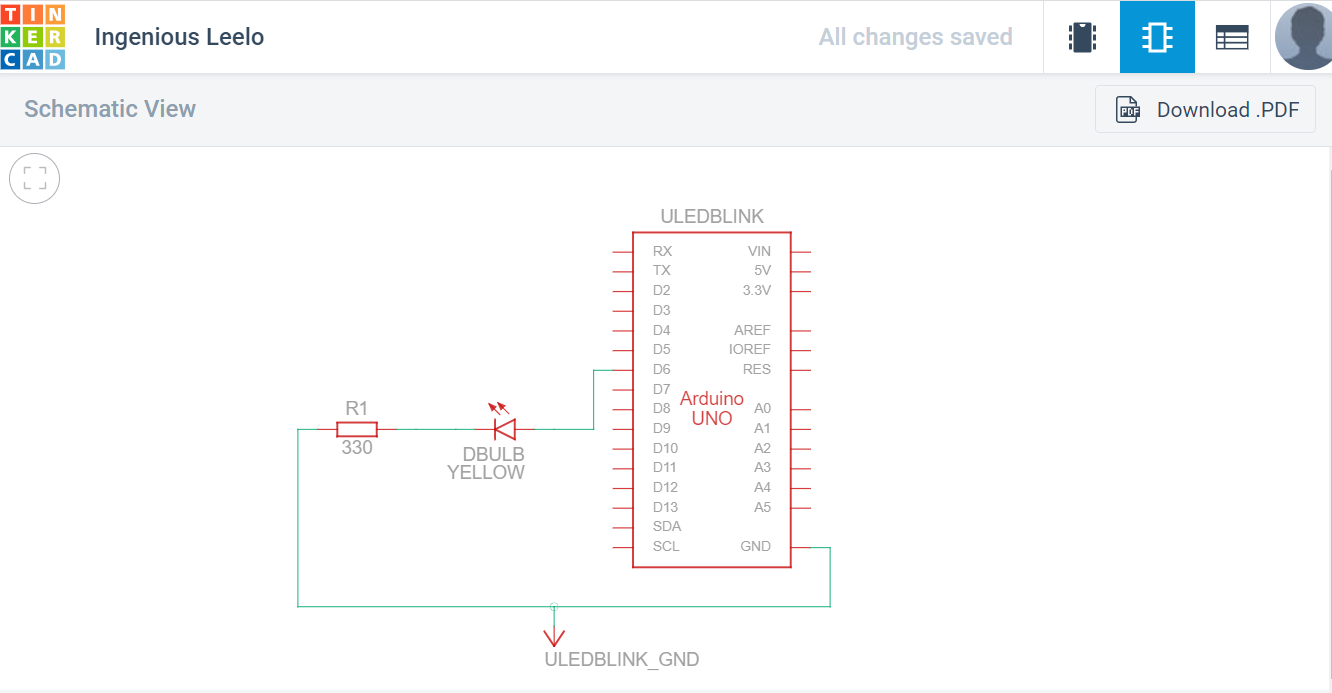 TIN
KER
CAD
Ingenious Leelo
All changes saved
Schematic View
PDF
Download .PDF
ULEDBLINK
RX VIN
TX 5V
D2 3.3V
D3
D4 AREF
D5 IOREF
D6 RES
D7
Arduino
UNO
D8 A0
D9 A1
D10 A2
D11 A3
D12 A4
D13 A5
SDA
SCL GND
R1
330
DBULB
YELLOW
ULEDBLINK_GND